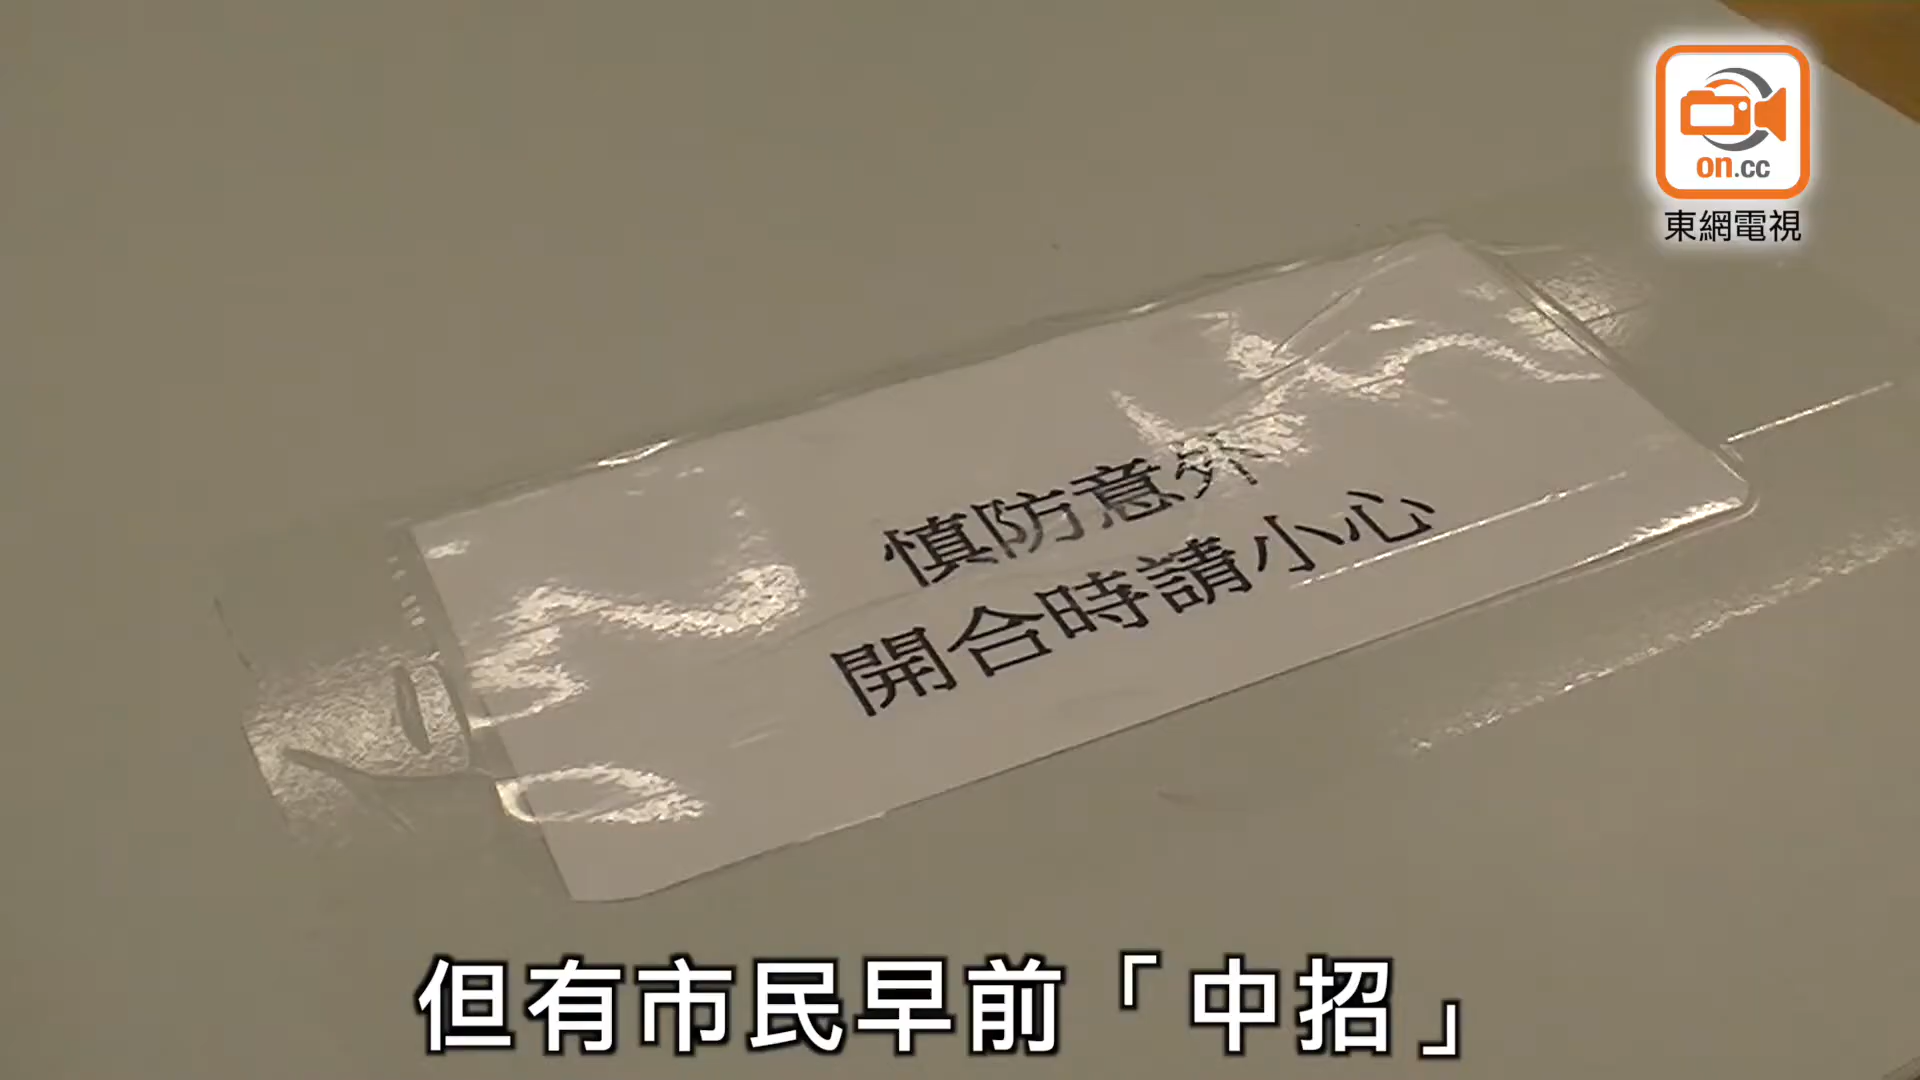 on.cc
東網電視
慎防意外
開合時請小心
但有市民早前「中招」